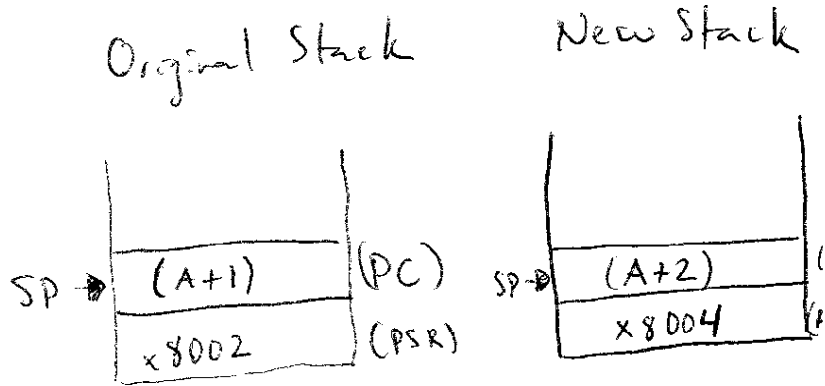 Original Stack
New Stack
SP (A+1) (PC)
x8002 (PSR)
SP (A+2) (
x8004 (